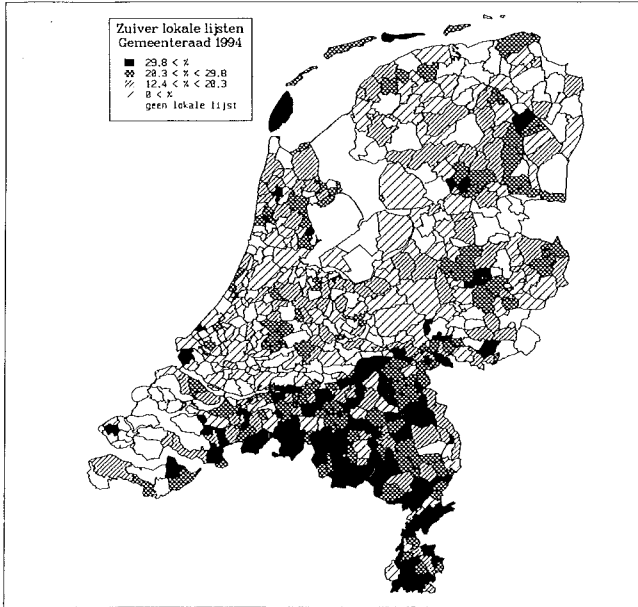 Zuiver lokale lijsten
Gemeenteraad 1994
29.8 < %
20.3 < % < 29.8
12.4 < % < 20.3
0 < %
geen lokale lijst